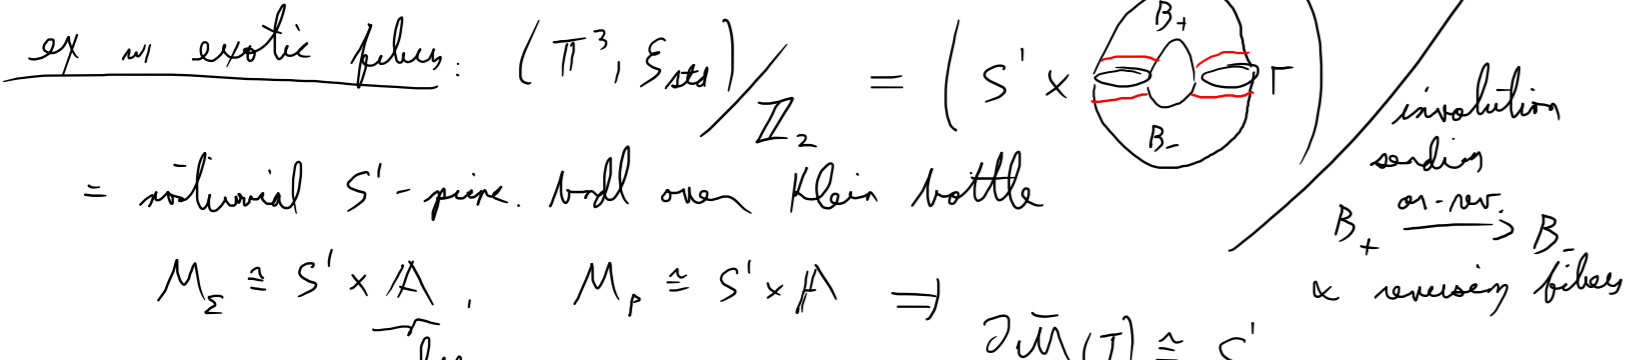 ex w/ exotic fibers: (𝕋³, ξ_std)/ℤ₂ = (S¹ × B₊ B₋ Γ) / involution sending B₊ →^{or.-rev.} B₋ & reversing fibers
= nontrivial S¹-princ. bndl over Klein bottle
M_Σ ≅ S¹ × 𝔸, M_P ≅ S¹ × 𝔸 ⇒
∂M̄(I) ≅ S¹